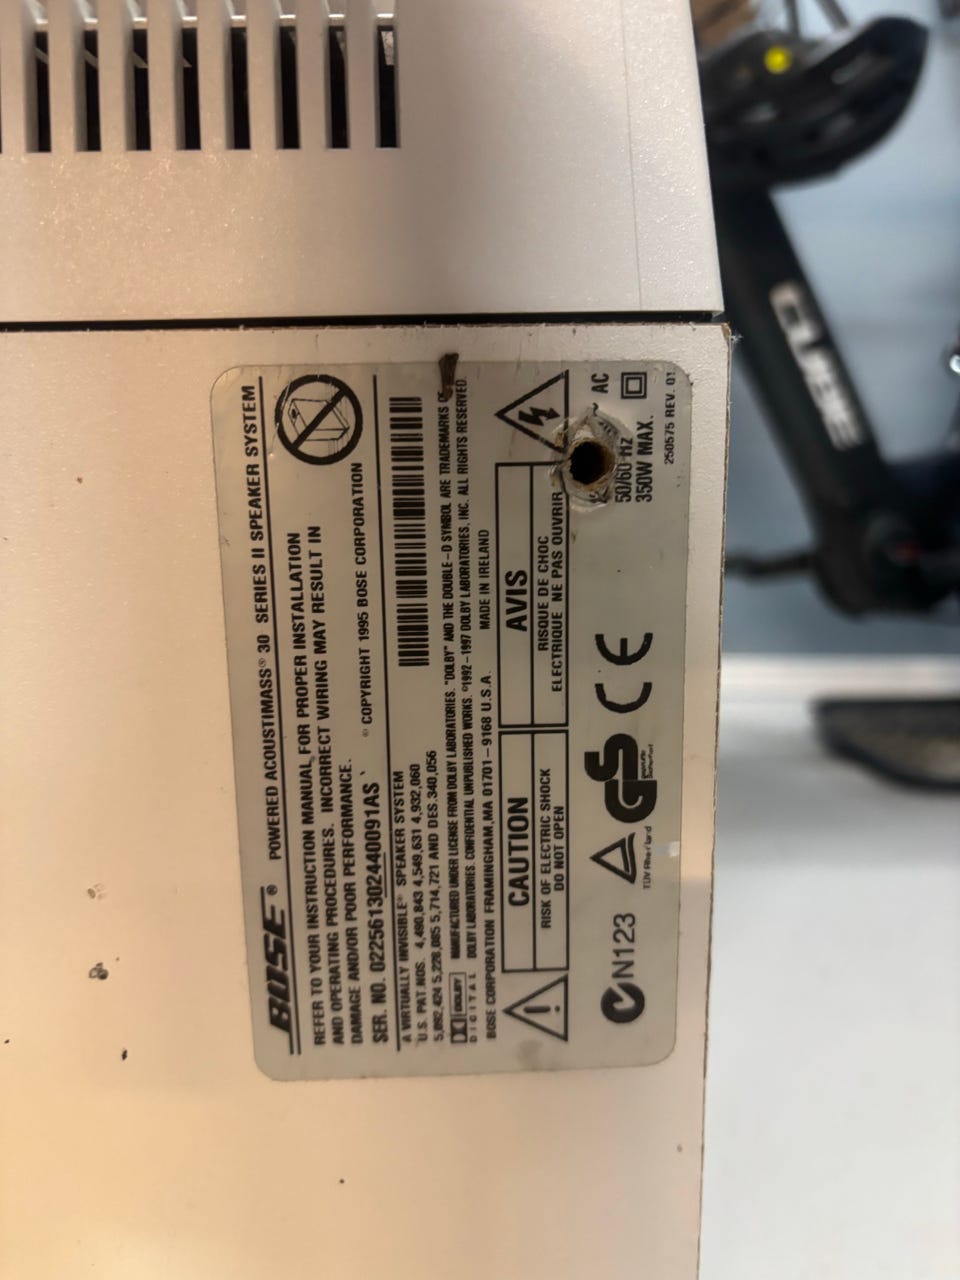 BOSE® POWERED ACOUSTIMASS® 30 SERIES II SPEAKER SYSTEM
REFER TO YOUR INSTRUCTION MANUAL FOR PROPER INSTALLATION
AND OPERATING PROCEDURES. INCORRECT WIRING MAY RESULT IN
DAMAGE AND/OR POOR PERFORMANCE.
© COPYRIGHT 1995 BOSE CORPORATION
SER. NO. 022561302440091AS
A VIRTUALLY INVISIBLE® SPEAKER SYSTEM
U.S. PAT.NOS. 4,490,843 4,549,631 4,932,060
5,092,424 5,228,085 5,714,721 AND DES.340,056
DOLBY
DIGITAL
MANUFACTURED UNDER LICENSE FROM DOLBY LABORATORIES. "DOLBY" AND THE DOUBLE-D SYMBOL ARE TRADEMARKS
DOLBY LABORATORIES. CONFIDENTIAL UNPUBLISHED WORKS. ©1992-1997 DOLBY LABORATORIES, INC. ALL RIGHTS RESERVED.
BOSE CORPORATION FRAMINGHAM,MA 01701-9168 U.S.A. MADE IN IRELAND
CAUTION
RISK OF ELECTRIC SHOCK
DO NOT OPEN
AVIS
RISQUE DE CHOC
ELECTRIQUE NE PAS OUVRIR
N123
TÜV Rheinland
GS
geprüfte
Sicherheit
CE
~ AC
50/60 HZ
350W MAX.
250575 REV. 01
CUBE